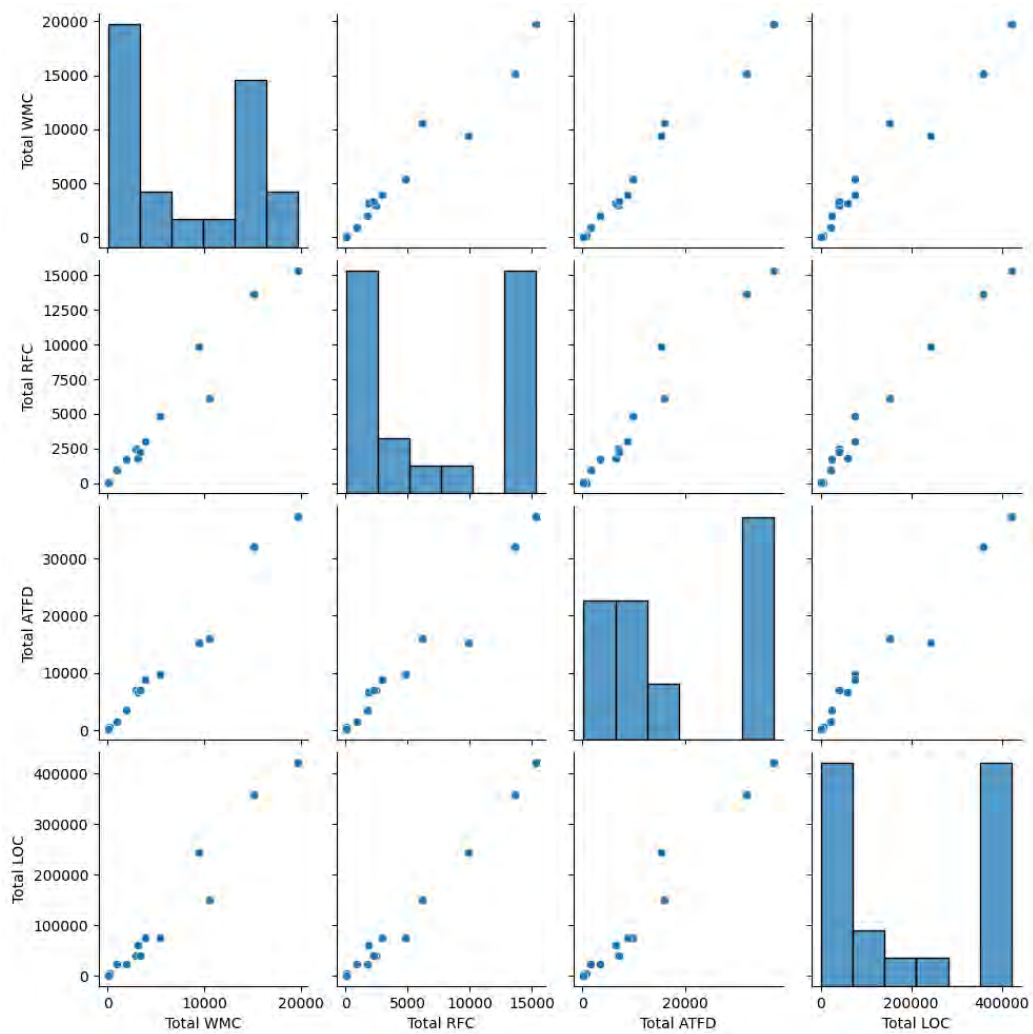 20000
15000
10000
5000
0
Total WMC
15000
12500
10000
7500
5000
2500
0
Total RFC
30000
20000
10000
0
Total ATFD
400000
300000
200000
100000
0
Total LOC
0 10000 20000
Total WMC
0 5000 10000 15000
Total RFC
0 20000
Total ATFD
0 200000 400000
Total LOC